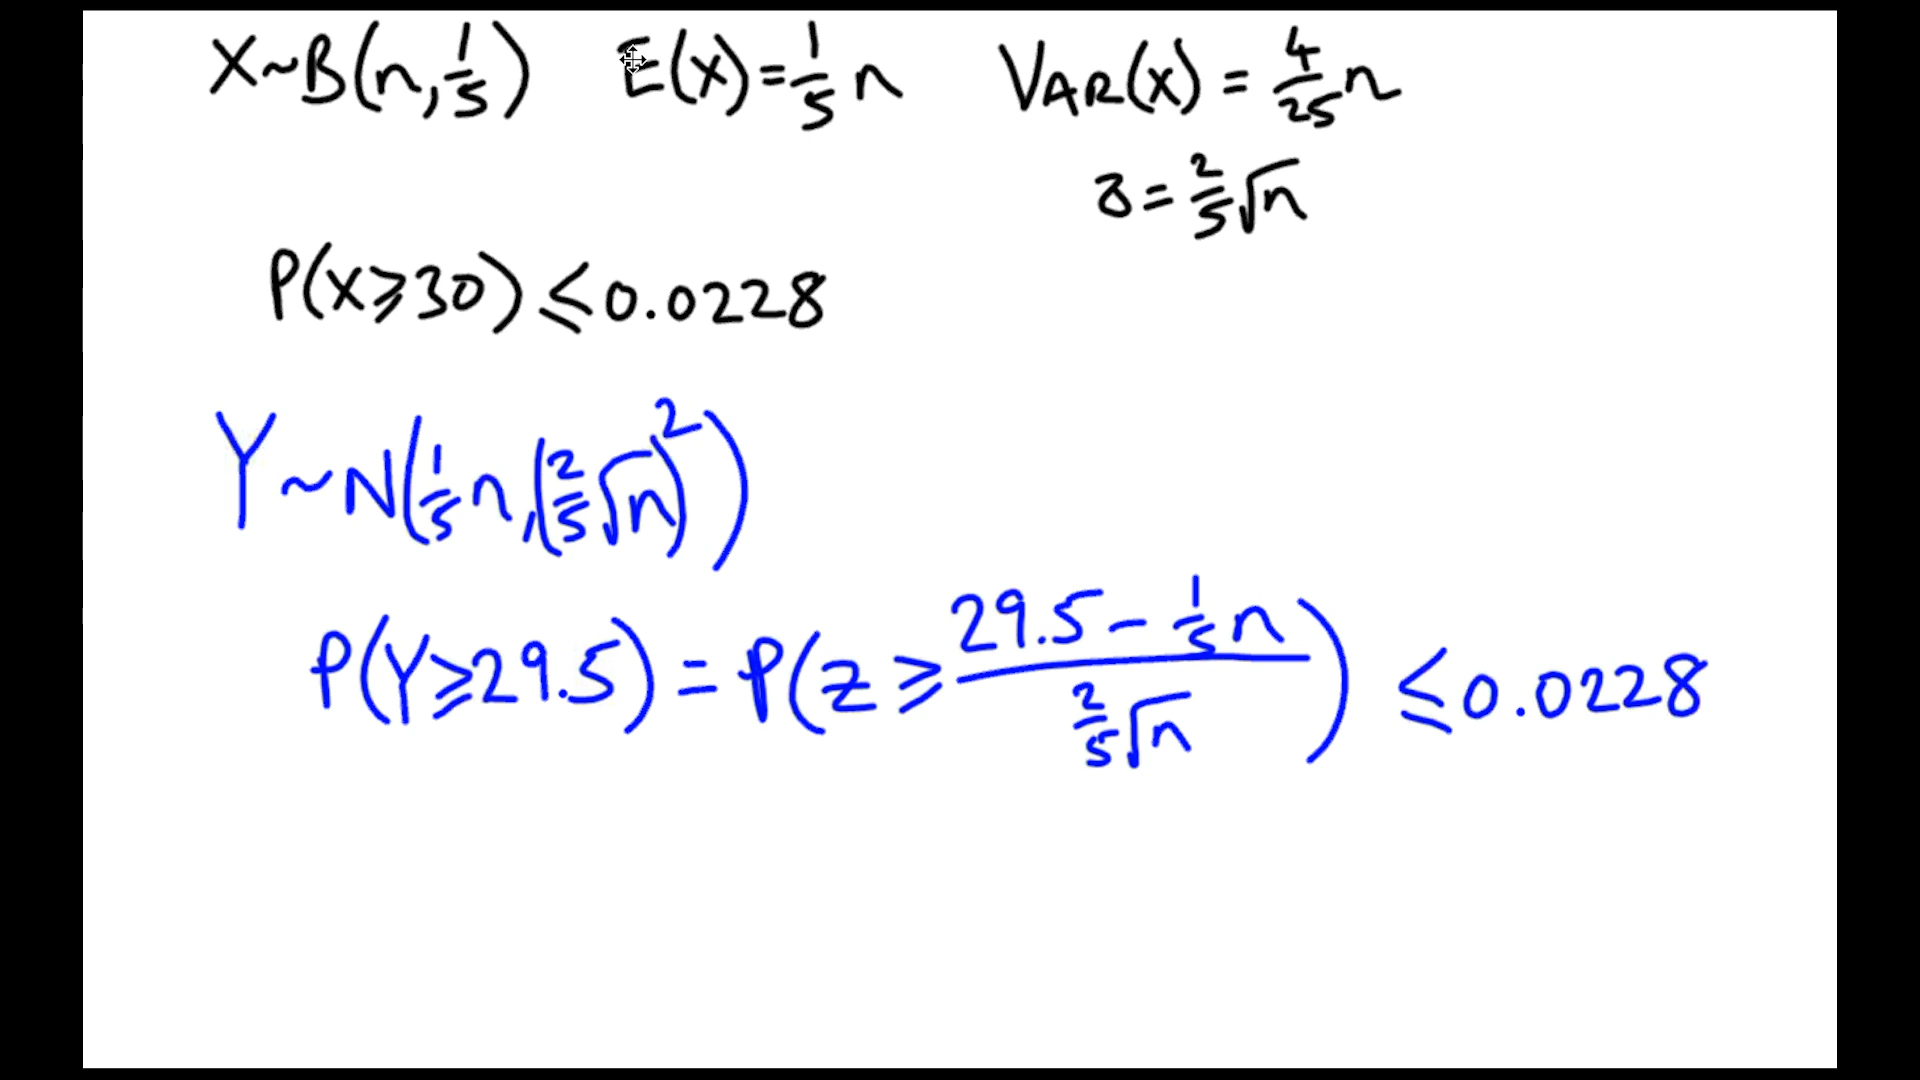 X~B(n,1/5) E(x)=1/5 n VAR(x) = 4/25 n
8=2/5√n
P(x≥30)≤0.0228
Y~N(1/5 n,(2/5√n)²)
P(Y≥29.5) = P(z≥ (29.5 - 1/5 n)/(2/5√n)) ≤0.0228